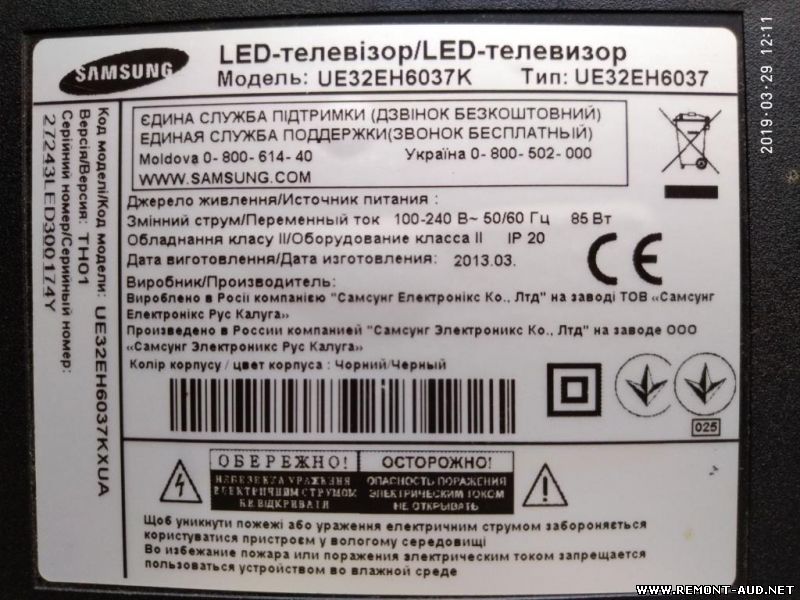 SAMSUNG
LED-телевізор/LED-телевизор
Модель: UE32EH6037K Тип: UE32EH6037
ЄДИНА СЛУЖБА ПІДТРИМКИ (ДЗВІНОК БЕЗКОШТОВНИЙ)
ЕДИНАЯ СЛУЖБА ПОДДЕРЖКИ(ЗВОНОК БЕСПЛАТНЫЙ)
Moldova 0-800-614-40 Україна 0-800-502-000
WWW.SAMSUNG.COM
Джерело живлення/Источник питания :
Змінний струм/Переменный ток 100-240 В~ 50/60 Гц 85 Вт
Обладнання класу II/Оборудование класса II IP 20
Дата виготовлення/Дата изготовления: 2013.03.
Виробник/Производитель:
Вироблено в Росії компанією "Самсунг Електронікс Ко., Лтд" на заводі ТОВ «Самсунг
Електронікс Рус Калуга»
Произведено в России компанией "Самсунг Электроникс Ко., Лтд" на заводе ООО
«Самсунг Электроникс Рус Калуга»
Колір корпусу / цвет корпуса : Чорний/Черный
CE
025
Код моделі/Код модели: UE32EH6037KXUA
Версія/Версия: TH01
Серійний номер/Серийный номер:
27243LED300174Y
ОБЕРЕЖНО!
НЕБЕЗПЕКА УРАЖЕННЯ
ЕЛЕКТРИЧНИМ СТРУМОМ
НЕ ВІДКРИВАТИ
ОСТОРОЖНО!
ОПАСНОСТЬ ПОРАЖЕНИЯ
ЭЛЕКТРИЧЕСКИМ ТОКОМ
НЕ ОТКРЫВАТЬ
Щоб уникнути пожежі або ураження електричним струмом забороняється
користуватися пристроєм у вологому середовищі
Во избежание пожара или поражения электрическим током запрещается
пользоваться устройством во влажной среде
2019-03-29 12:11
WWW.REMONT-AUD.NET